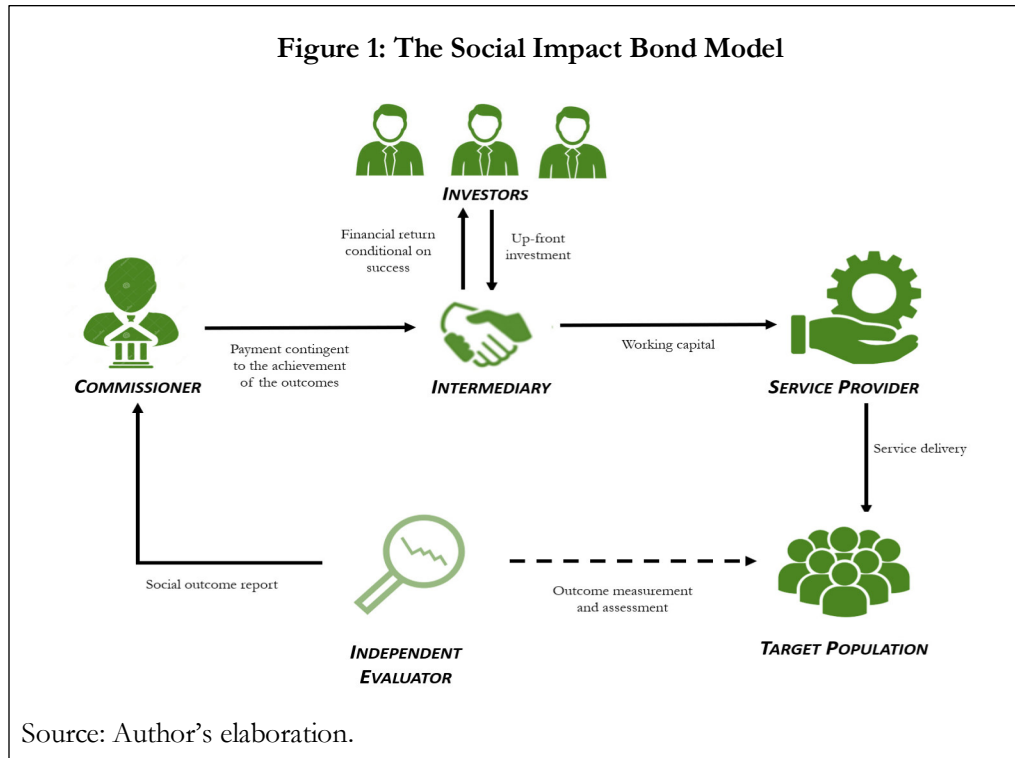 Figure 1: The Social Impact Bond Model
INVESTORS
Financial return
conditional on
success
Up-front
investment
Payment contingent
to the achievement
of the outcomes
Working capital
COMMISSIONER
INTERMEDIARY
SERVICE PROVIDER
Service delivery
Social outcome report
Outcome measurement
and assessment
INDEPENDENT
EVALUATOR
TARGET POPULATION
Source: Author’s elaboration.